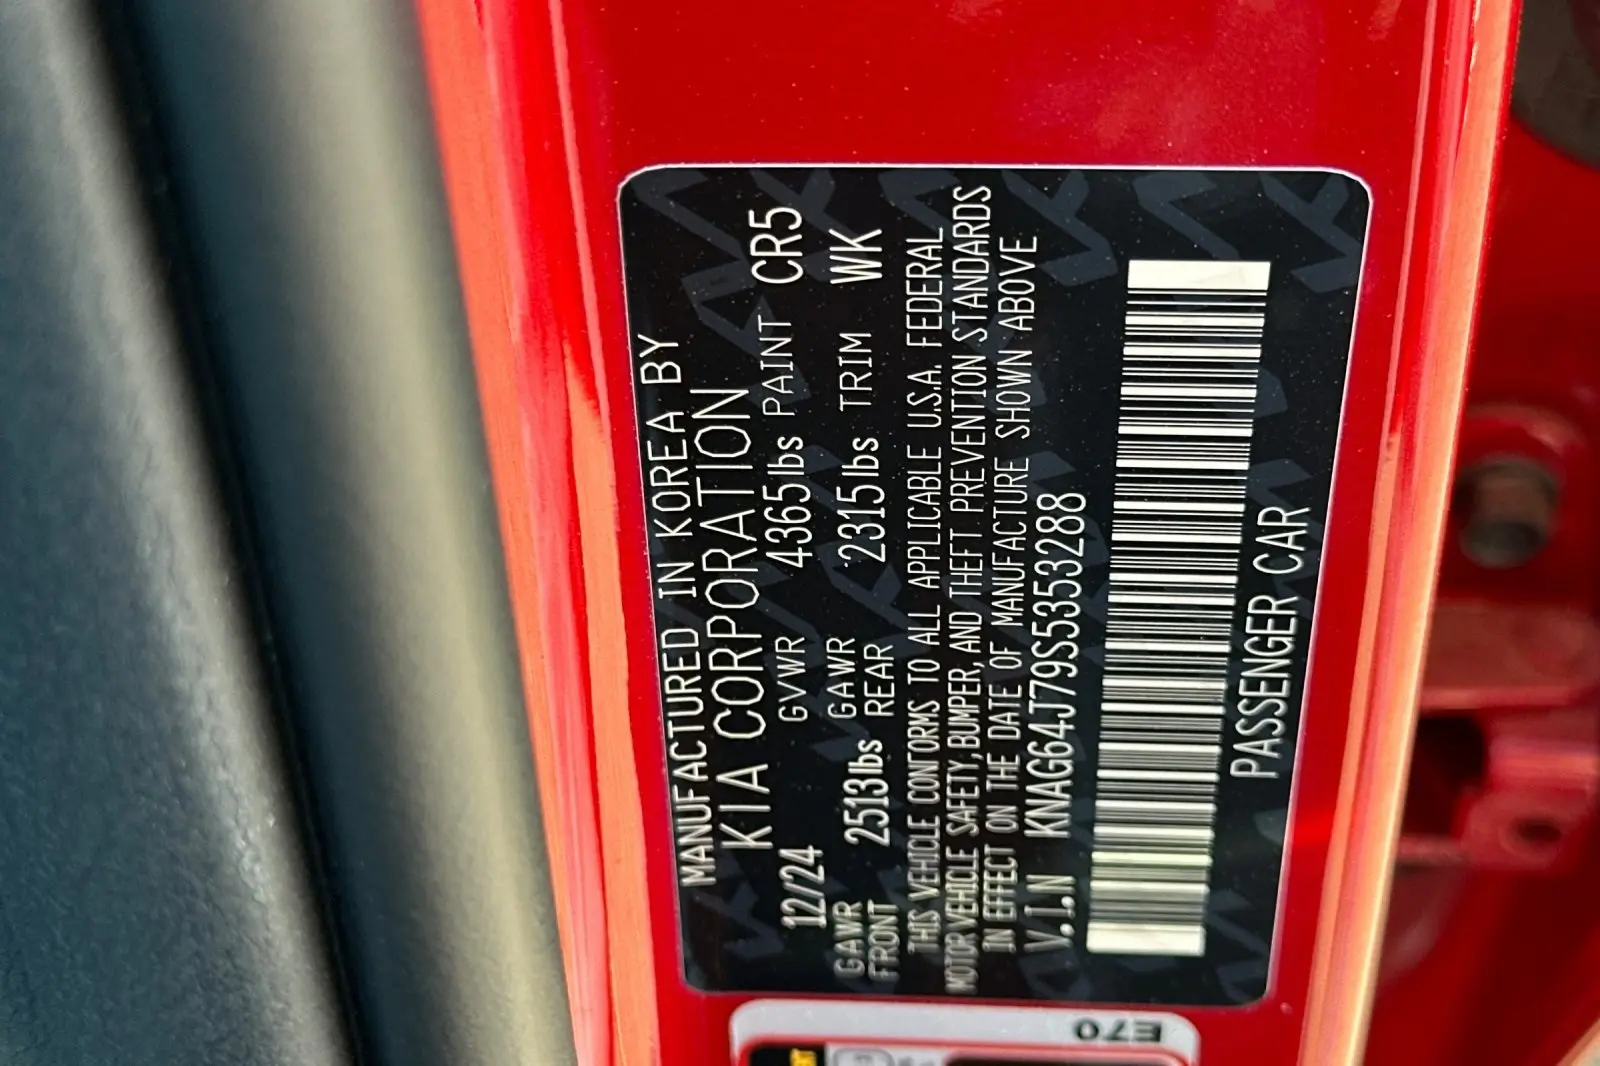 MANUFACTURED IN KOREA BY
KIA CORPORATION
12/24 GVWR 4365lbs PAINT CR5
GAWR FRONT 2513lbs GAWR REAR 2315lbs TRIM WK
THIS VEHICLE CONFORMS TO ALL APPLICABLE U.S.A. FEDERAL
MOTOR VEHICLE SAFETY, BUMPER, AND THEFT PREVENTION STANDARDS
IN EFFECT ON THE DATE OF MANUFACTURE SHOWN ABOVE
V.I.N KNAG64J79S5353288
PASSENGER CAR
E70